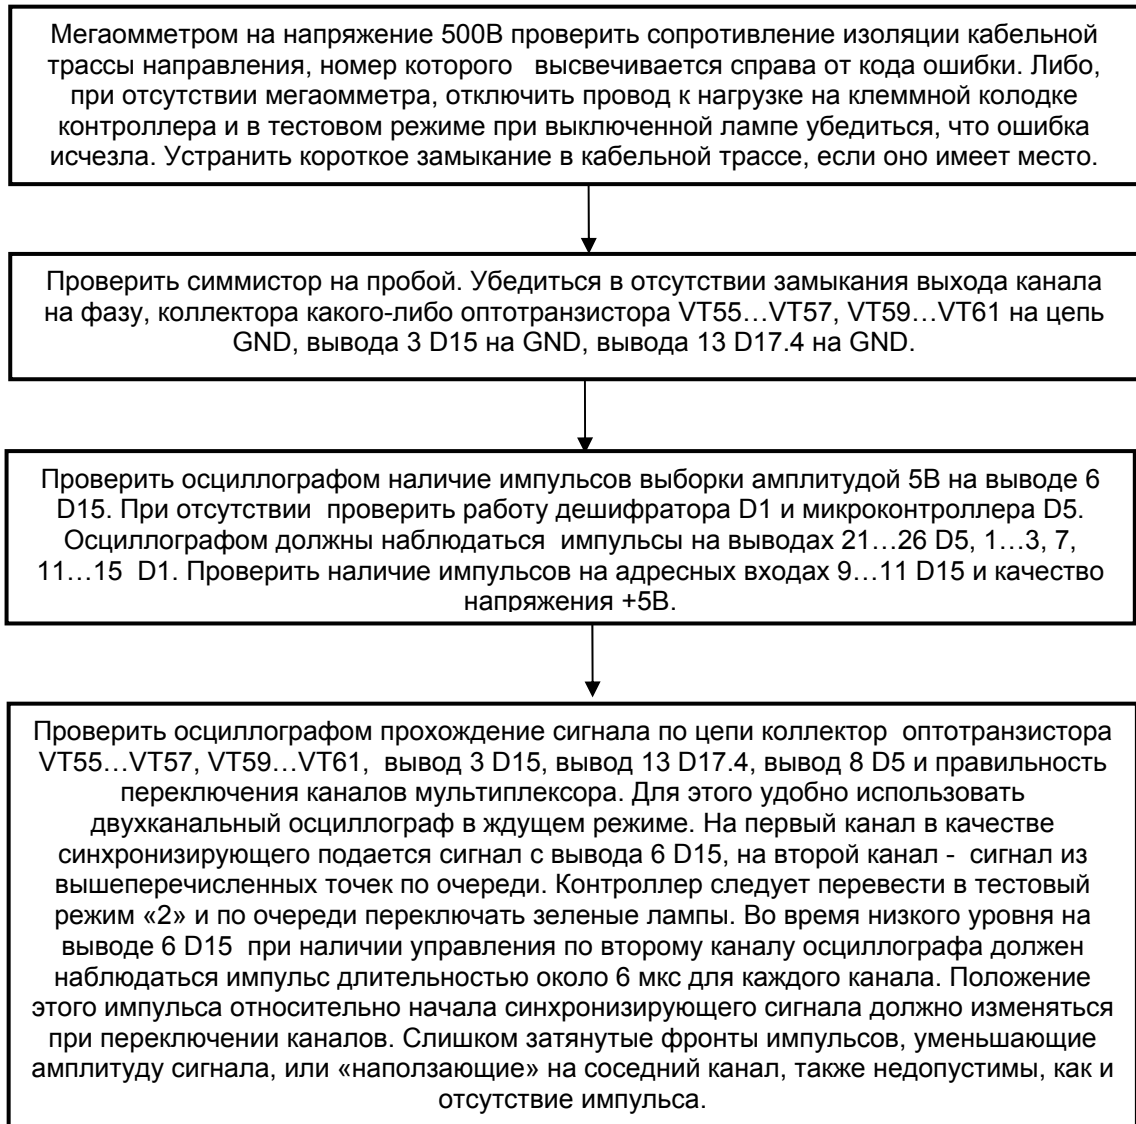 Мегаомметром на напряжение 500В проверить сопротивление изоляции кабельной
трассы направления, номер которого высвечивается справа от кода ошибки. Либо,
при отсутствии мегаомметра, отключить провод к нагрузке на клеммной колодке
контроллера и в тестовом режиме при выключенной лампе убедиться, что ошибка
исчезла. Устранить короткое замыкание в кабельной трассе, если оно имеет место.
Проверить симмистор на пробой. Убедиться в отсутствии замыкания выхода канала
на фазу, коллектора какого-либо оптотранзистора VT55…VT57, VT59…VT61 на цепь
GND, вывода 3 D15 на GND, вывода 13 D17.4 на GND.
Проверить осциллографом наличие импульсов выборки амплитудой 5В на выводе 6
D15. При отсутствии проверить работу дешифратора D1 и микроконтроллера D5.
Осциллографом должны наблюдаться импульсы на выводах 21…26 D5, 1…3, 7,
11…15 D1. Проверить наличие импульсов на адресных входах 9…11 D15 и качество
напряжения +5В.
Проверить осциллографом прохождение сигнала по цепи коллектор оптотранзистора
VT55…VT57, VT59…VT61, вывод 3 D15, вывод 13 D17.4, вывод 8 D5 и правильность
переключения каналов мультиплексора. Для этого удобно использовать
двухканальный осциллограф в ждущем режиме. На первый канал в качестве
синхронизирующего подается сигнал с вывода 6 D15, на второй канал - сигнал из
вышеперечисленных точек по очереди. Контроллер следует перевести в тестовый
режим «2» и по очереди переключать зеленые лампы. Во время низкого уровня на
выводе 6 D15 при наличии управления по второму каналу осциллографа должен
наблюдаться импульс длительностью около 6 мкс для каждого канала. Положение
этого импульса относительно начала синхронизирующего сигнала должно изменяться
при переключении каналов. Слишком затянутые фронты импульсов, уменьшающие
амплитуду сигнала, или «наползающие» на соседний канал, также недопустимы, как и
отсутствие импульса.